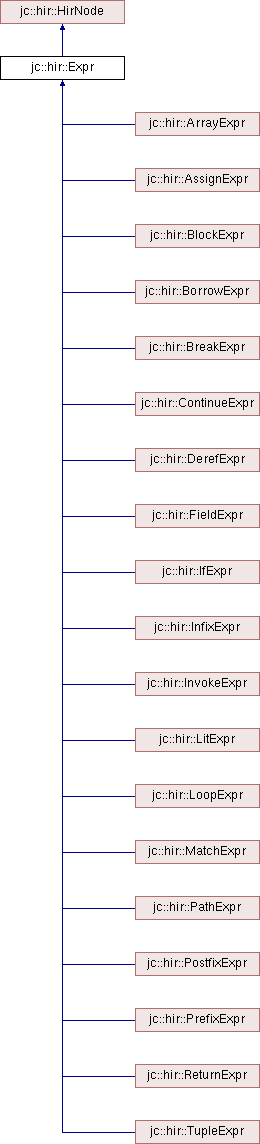 jc::hir::HirNode
jc::hir::Expr
jc::hir::ArrayExpr
jc::hir::AssignExpr
jc::hir::BlockExpr
jc::hir::BorrowExpr
jc::hir::BreakExpr
jc::hir::ContinueExpr
jc::hir::DerefExpr
jc::hir::FieldExpr
jc::hir::IfExpr
jc::hir::InfixExpr
jc::hir::InvokeExpr
jc::hir::LitExpr
jc::hir::LoopExpr
jc::hir::MatchExpr
jc::hir::PathExpr
jc::hir::PostfixExpr
jc::hir::PrefixExpr
jc::hir::ReturnExpr
jc::hir::TupleExpr